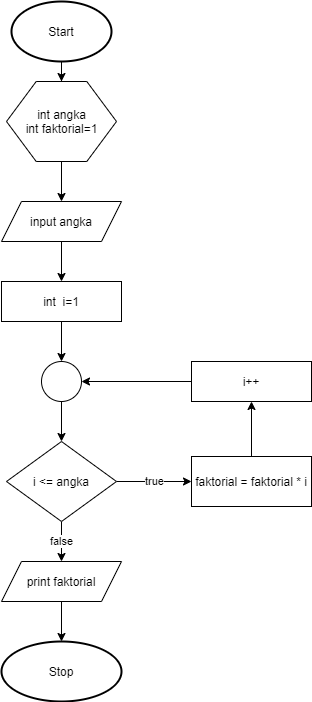 Start
int angka
int faktorial=1
input angka
int i=1
i++
i <= angka
true
faktorial = faktorial * i
false
print faktorial
Stop